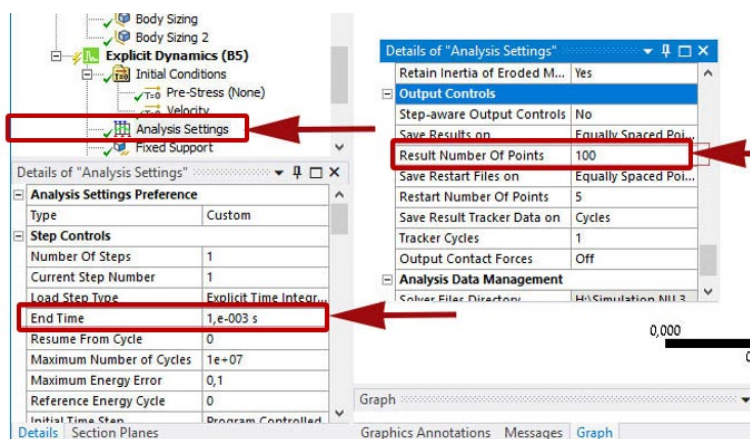 Body Sizing
Body Sizing 2
Explicit Dynamics (B5)
T=0 Initial Conditions
T=0 Pre-Stress (None)
T=0 Velocity
Analysis Settings
Fixed Support
Details of "Analysis Settings"
Analysis Settings Preference
Type Custom
Step Controls
Number Of Steps 1
Current Step Number 1
Load Step Type Explicit Time Integr...
End Time 1,e-003 s
Resume From Cycle 0
Maximum Number of Cycles 1e+07
Maximum Energy Error 0,1
Reference Energy Cycle 0
Initial Time Step Program Controlled
Details Section Planes
Details of "Analysis Settings"
Retain Inertia of Eroded M... Yes
Output Controls
Step-aware Output Controls No
Save Results on Equally Spaced Poi...
Result Number Of Points 100
Save Restart Files on Equally Spaced Poi...
Restart Number Of Points 5
Save Result Tracker Data on Cycles
Tracker Cycles 1
Output Contact Forces Off
Analysis Data Management
Solver Files Directory H:\Simulation NU 3
0,000
Graph
Graphics Annotations Messages Graph